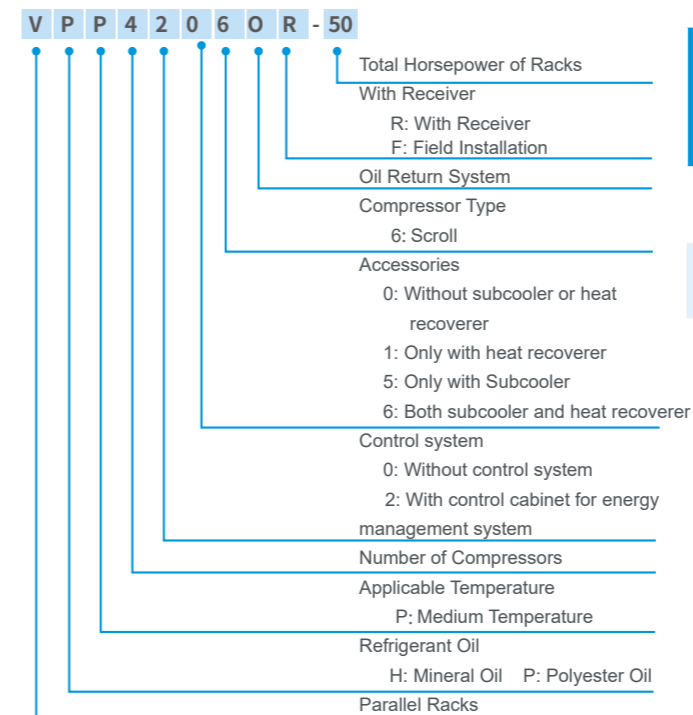 V P P 4 2 0 6 O R - 50
Total Horsepower of Racks
With Receiver
R: With Receiver
F: Field Installation
Oil Return System
Compressor Type
6: Scroll
Accessories
0: Without subcooler or heat
recoverer
1: Only with heat recoverer
5: Only with Subcooler
6: Both subcooler and heat recoverer
Control system
0: Without control system
2: With control cabinet for energy
management system
Number of Compressors
Applicable Temperature
P: Medium Temperature
Refrigerant Oil
H: Mineral Oil P: Polyester Oil
Parallel Racks